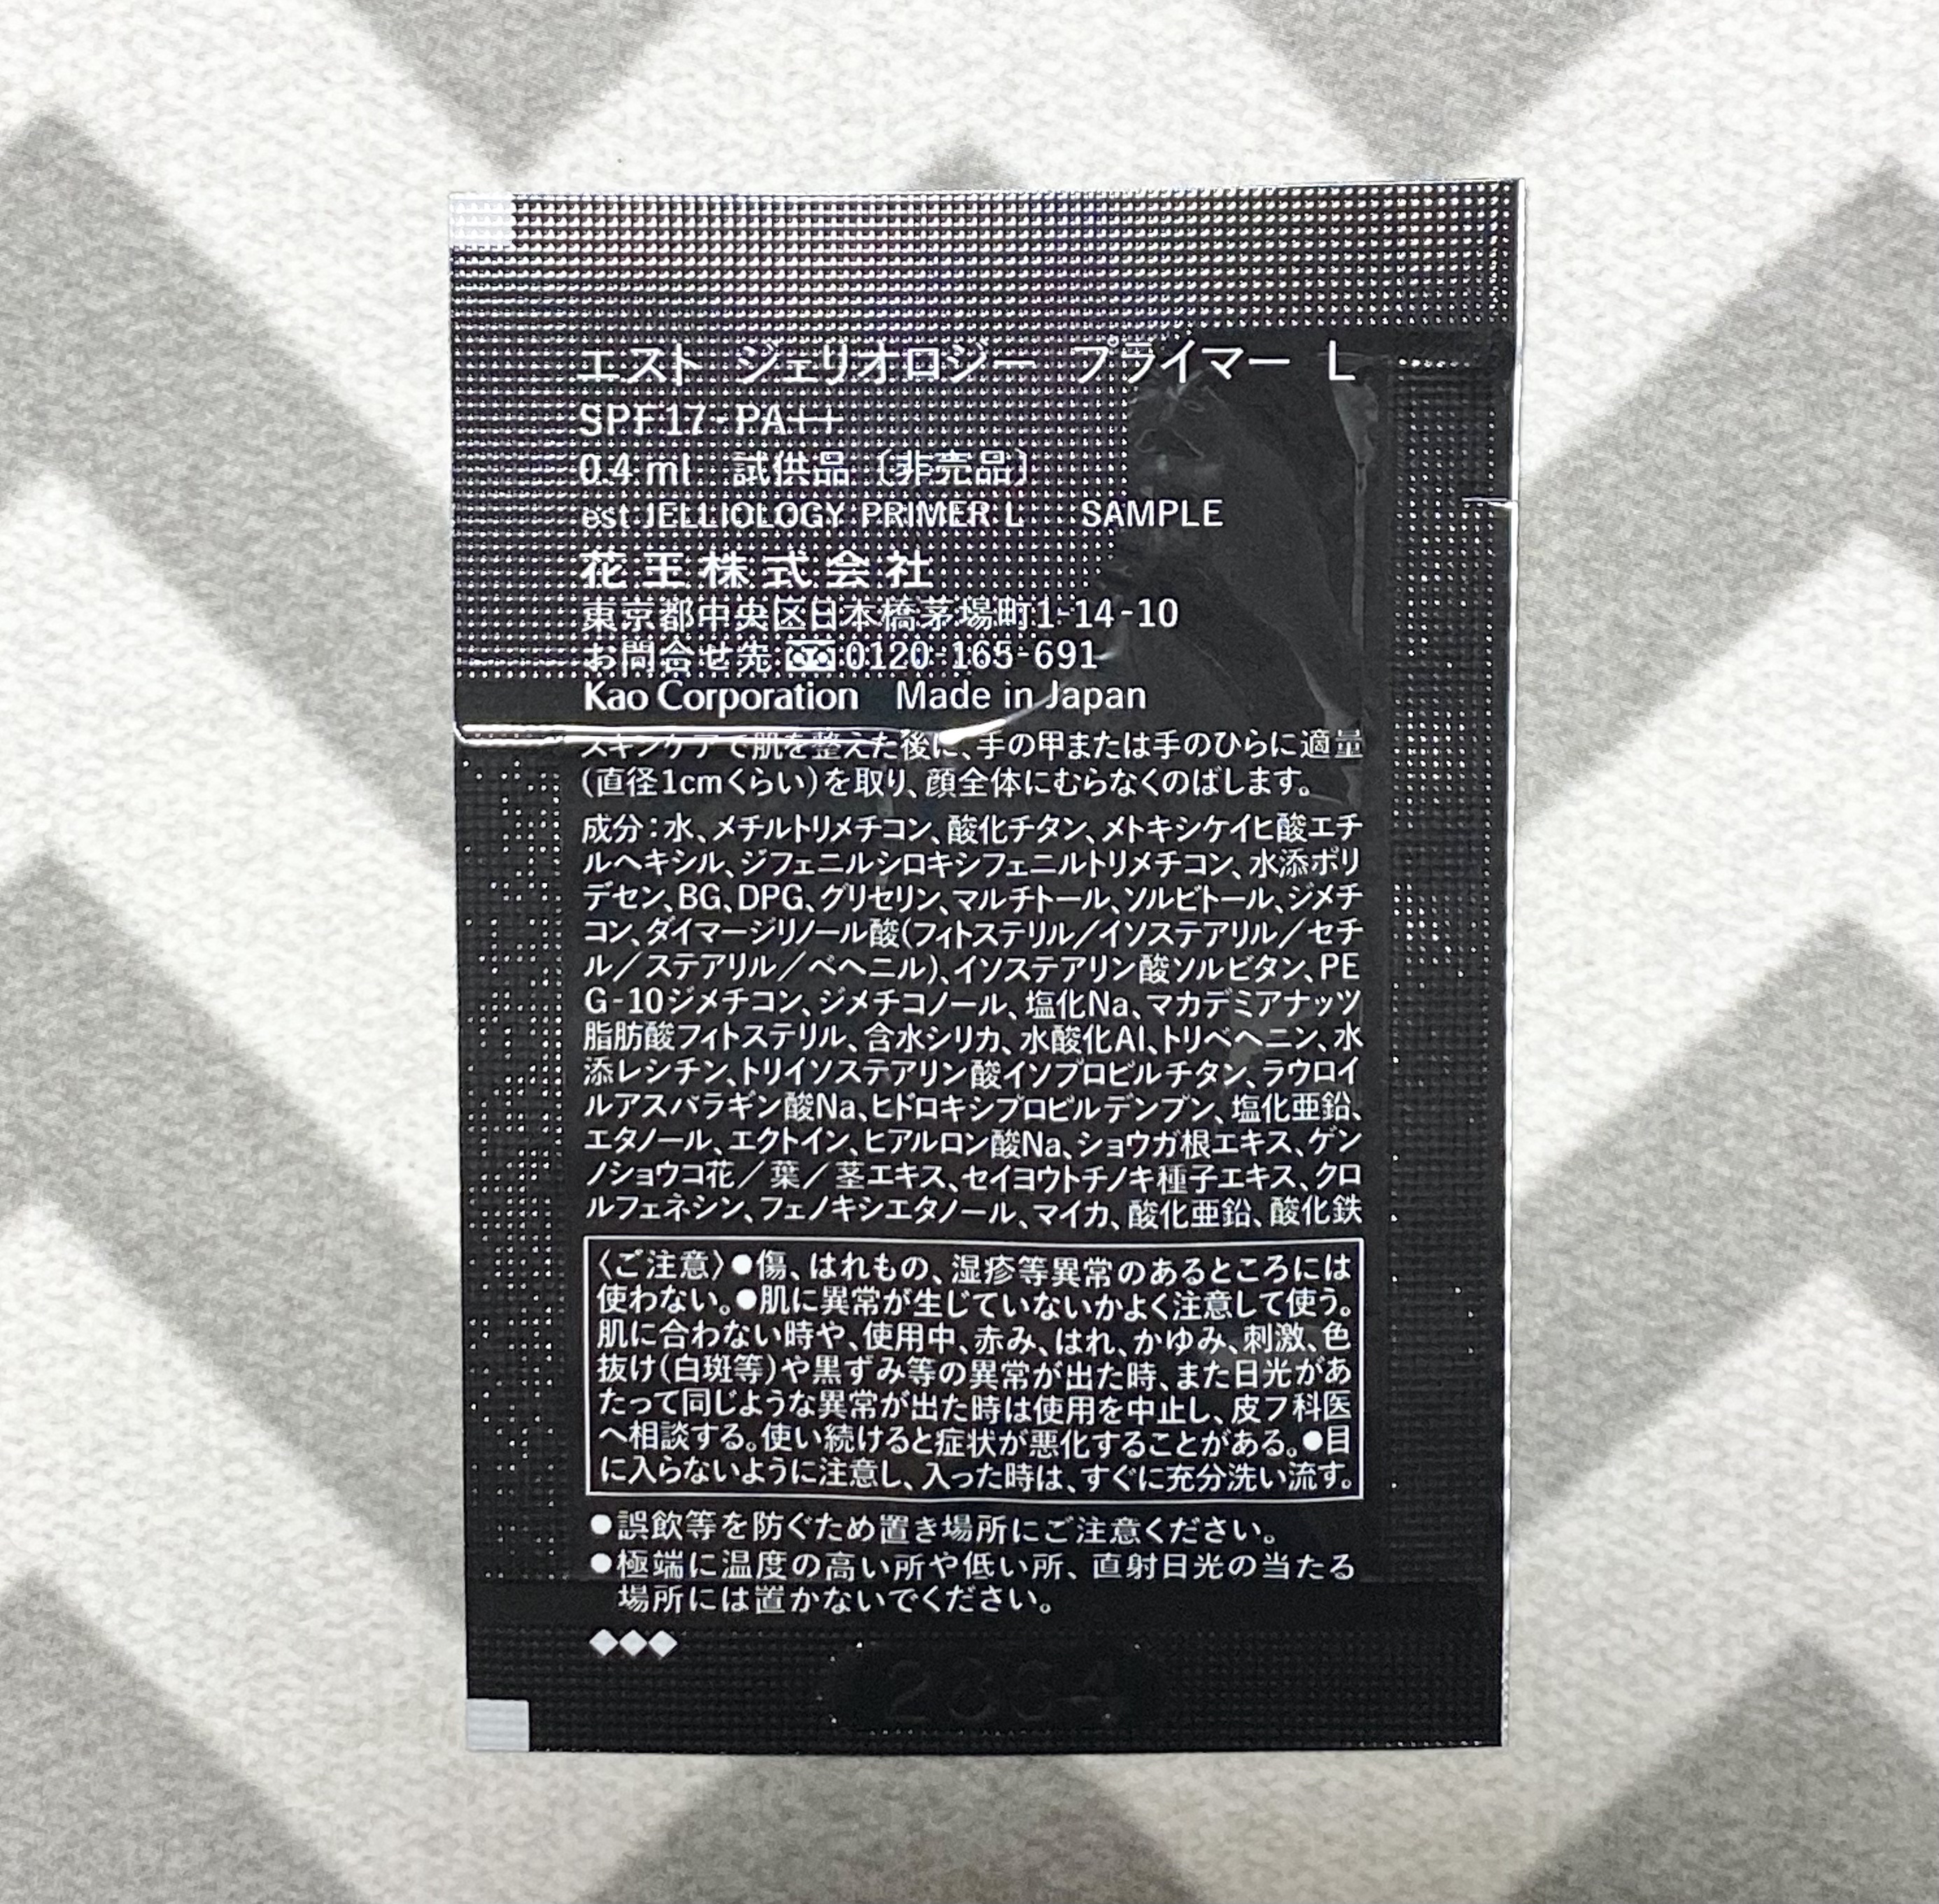 エスト ジェリオロジー プライマー L
SPF17・PA++
0.4 ml 試供品〔非売品〕
est JELLIOLOGY PRIMER L SAMPLE
花王株式会社
東京都中央区日本橋茅場町1-14-10
お問合せ先 0120-165-691
Kao Corporation Made in Japan
スキンケアで肌を整えた後に、手の甲または手のひらに適量
(直径1cmくらい)を取り、顔全体にむらなくのばします。
成分：水、メチルトリメチコン、酸化チタン、メトキシケイヒ酸エチ
ルヘキシル、ジフェニルシロキシフェニルトリメチコン、水添ポリ
デセン、BG、DPG、グリセリン、マルチトール、ソルビトール、ジメチ
コン、ダイマージリノール酸(フィトステリル／イソステアリル／セチ
ル／ステアリル／ベヘニル)、イソステアリン酸ソルビタン、PE
G-10ジメチコン、ジメチコノール、塩化Na、マカデミアナッツ
脂肪酸フィトステリル、含水シリカ、水酸化Al、トリベヘニン、水
添レシチン、トリイソステアリン酸イソプロピルチタン、ラウロイ
ルアスパラギン酸Na、ヒドロキシプロピルデンプン、塩化亜鉛、
エタノール、エクトイン、ヒアルロン酸Na、ショウガ根エキス、ゲン
ノショウコ花／葉／茎エキス、セイヨウトチノキ種子エキス、クロ
ルフェネシン、フェノキシエタノール、マイカ、酸化亜鉛、酸化鉄
〈ご注意〉●傷、はれもの、湿疹等異常のあるところには
使わない。●肌に異常が生じていないかよく注意して使う。
肌に合わない時や、使用中、赤み、はれ、かゆみ、刺激、色
抜け(白斑等)や黒ずみ等の異常が出た時、また日光があ
たって同じような異常が出た時は使用を中止し、皮フ科医
へ相談する。使い続けると症状が悪化することがある。●目
に入らないように注意し、入った時は、すぐに充分洗い流す。
●誤飲等を防ぐため置き場所にご注意ください。
●極端に温度の高い所や低い所、直射日光の当たる
場所には置かないでください。
◆◆◆